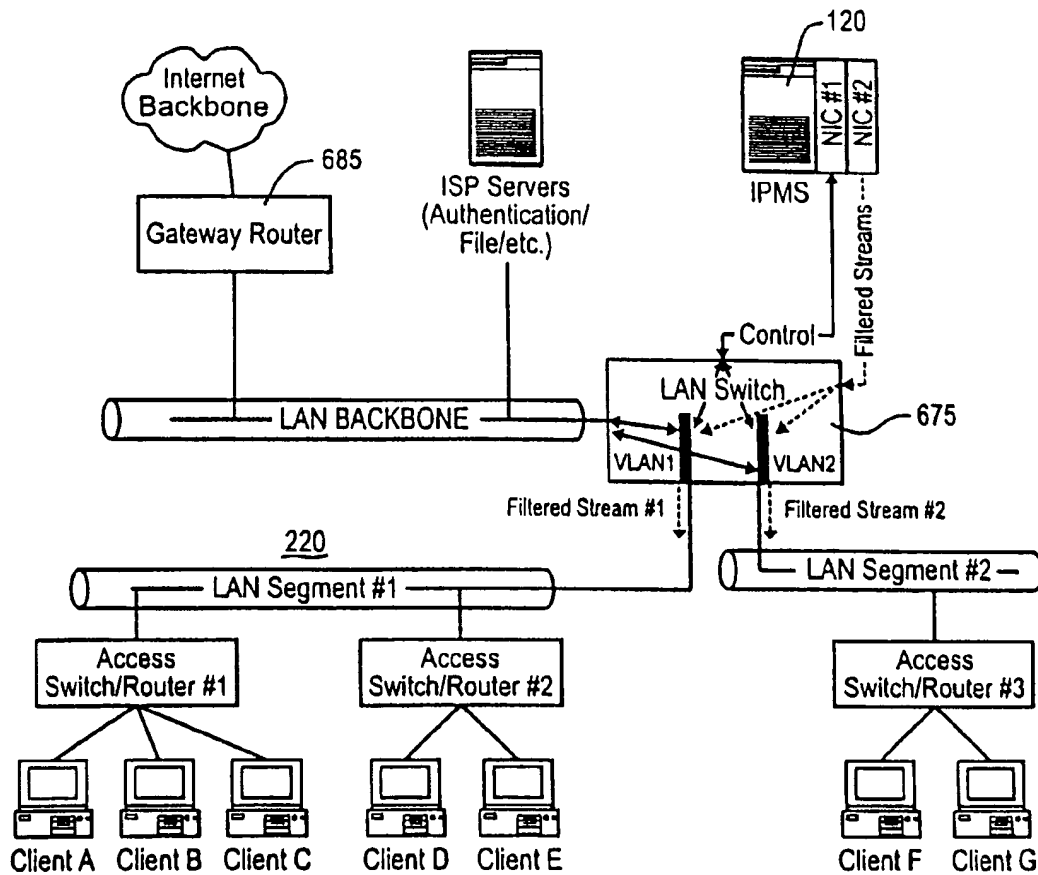 120
Internet
Backbone
685
NIC #1
NIC #2
ISP Servers
(Authentication/
File/etc.)
IPMS
Gateway Router
Filtered Streams
Control
LAN Switch
LAN BACKBONE
675
VLAN1
VLAN2
Filtered Stream #1
Filtered Stream #2
220
LAN Segment #1
LAN Segment #2
Access
Switch/Router #1
Access
Switch/Router #2
Access
Switch/Router #3
Client A
Client B
Client C
Client D
Client E
Client F
Client G